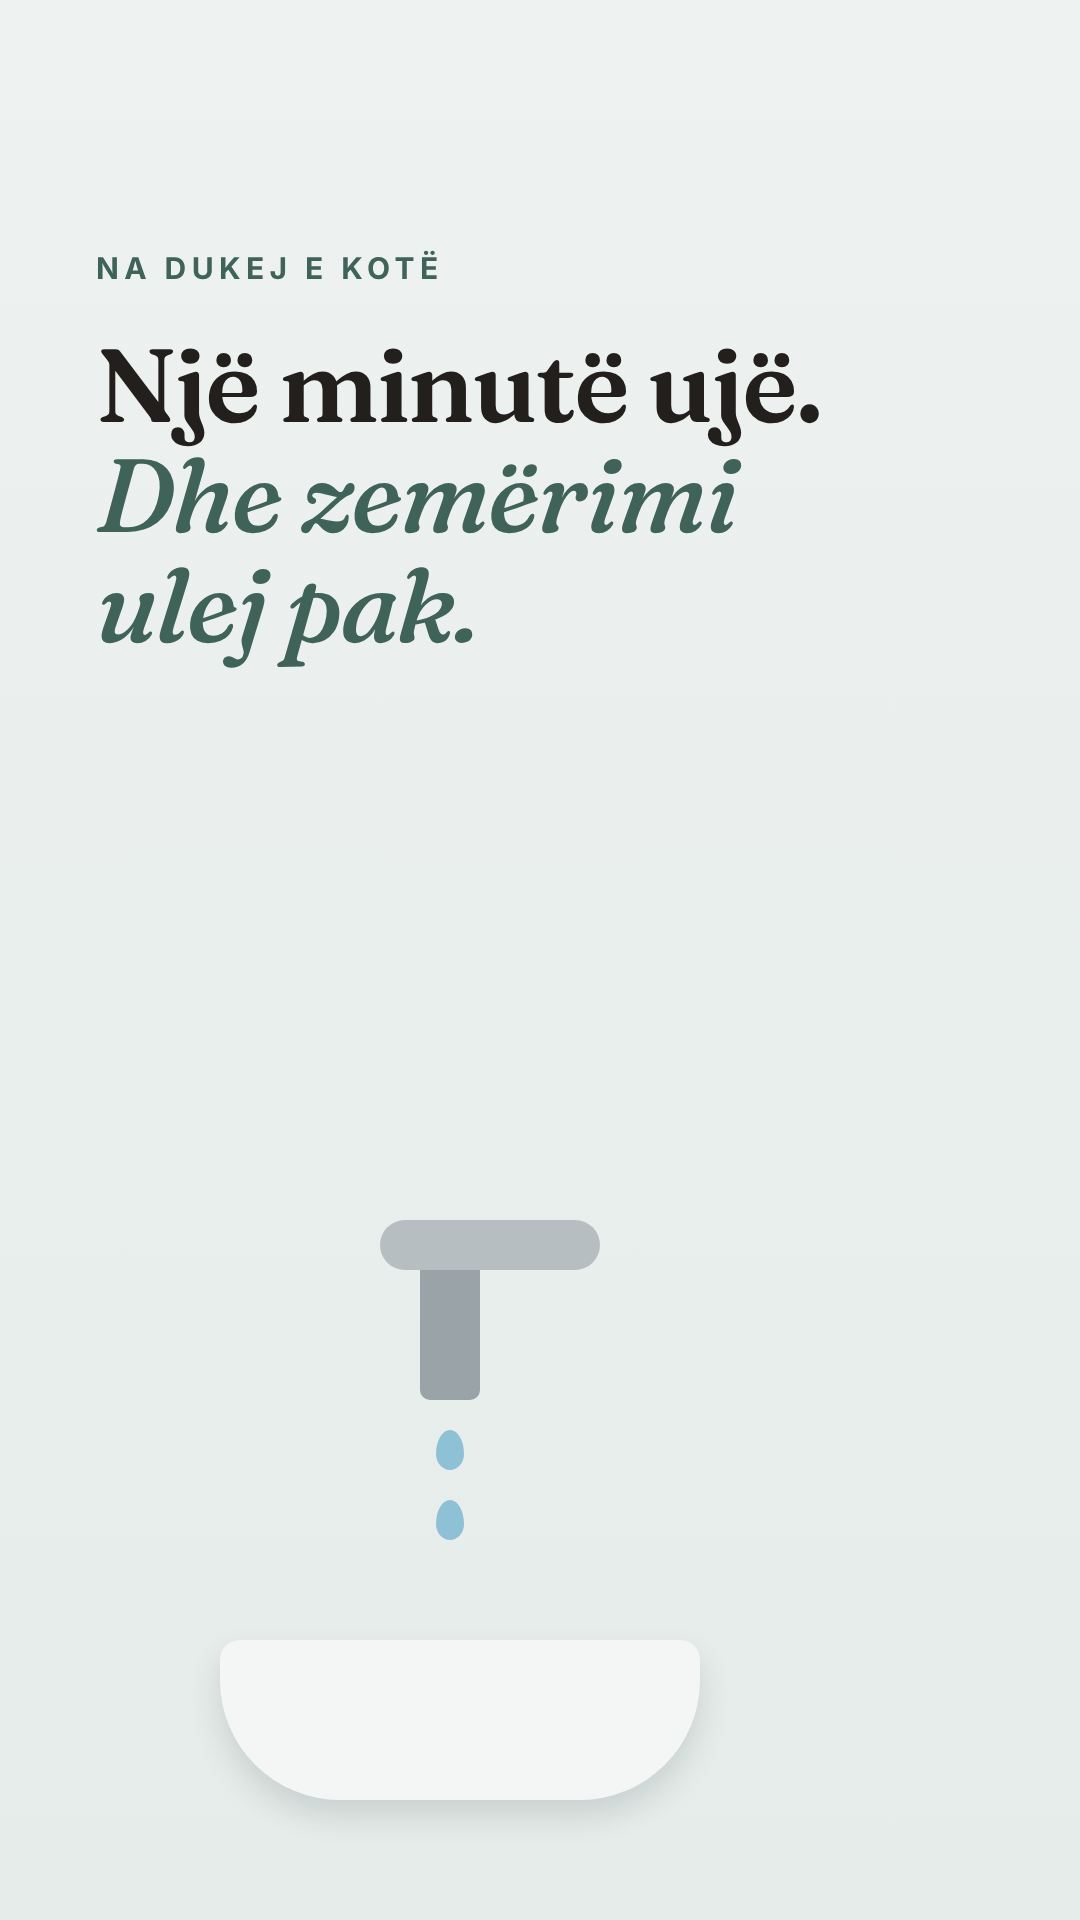 NA DUKEJ E KOTË
Një minutë ujë.
Dhe zemërimi
ulej pak.